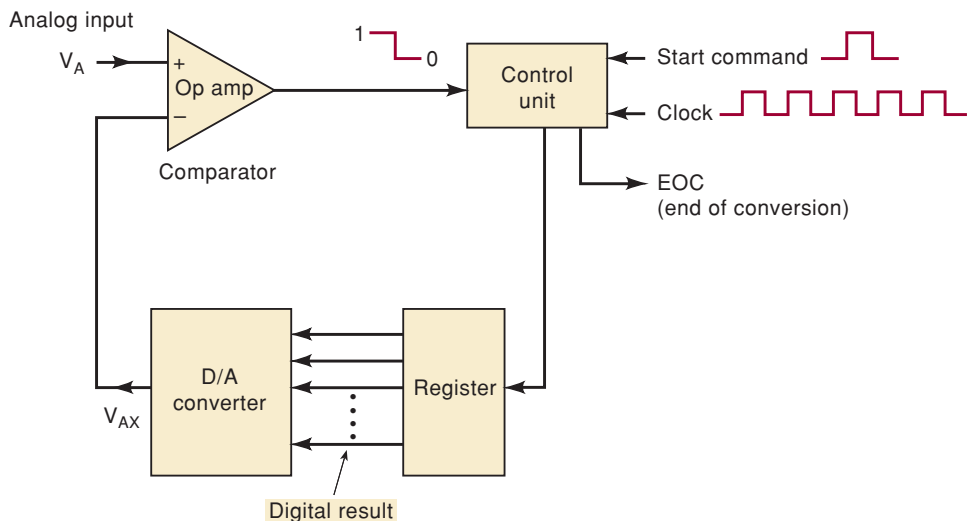 Analog input
V_A
+
Op amp
−
Comparator
1
0
Control
unit
Start command
Clock
EOC
(end of conversion)
D/A
converter
Register
V_AX
Digital result